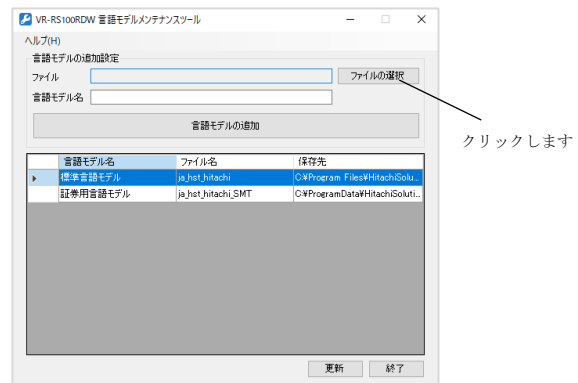 VR-RS100RDW 言語モデルメンテナンスツール
ヘルプ(H)
言語モデルの追加設定
ファイル
ファイルの選択
言語モデル名
言語モデルの追加
クリックします
言語モデル名 ファイル名 保存先
標準言語モデル ja_hst_hitachi C:¥Program Files¥HitachiSolu...
証券用言語モデル ja_hst_hitachi_SMT C:¥ProgramData¥HitachiSoluti...
更新 終了